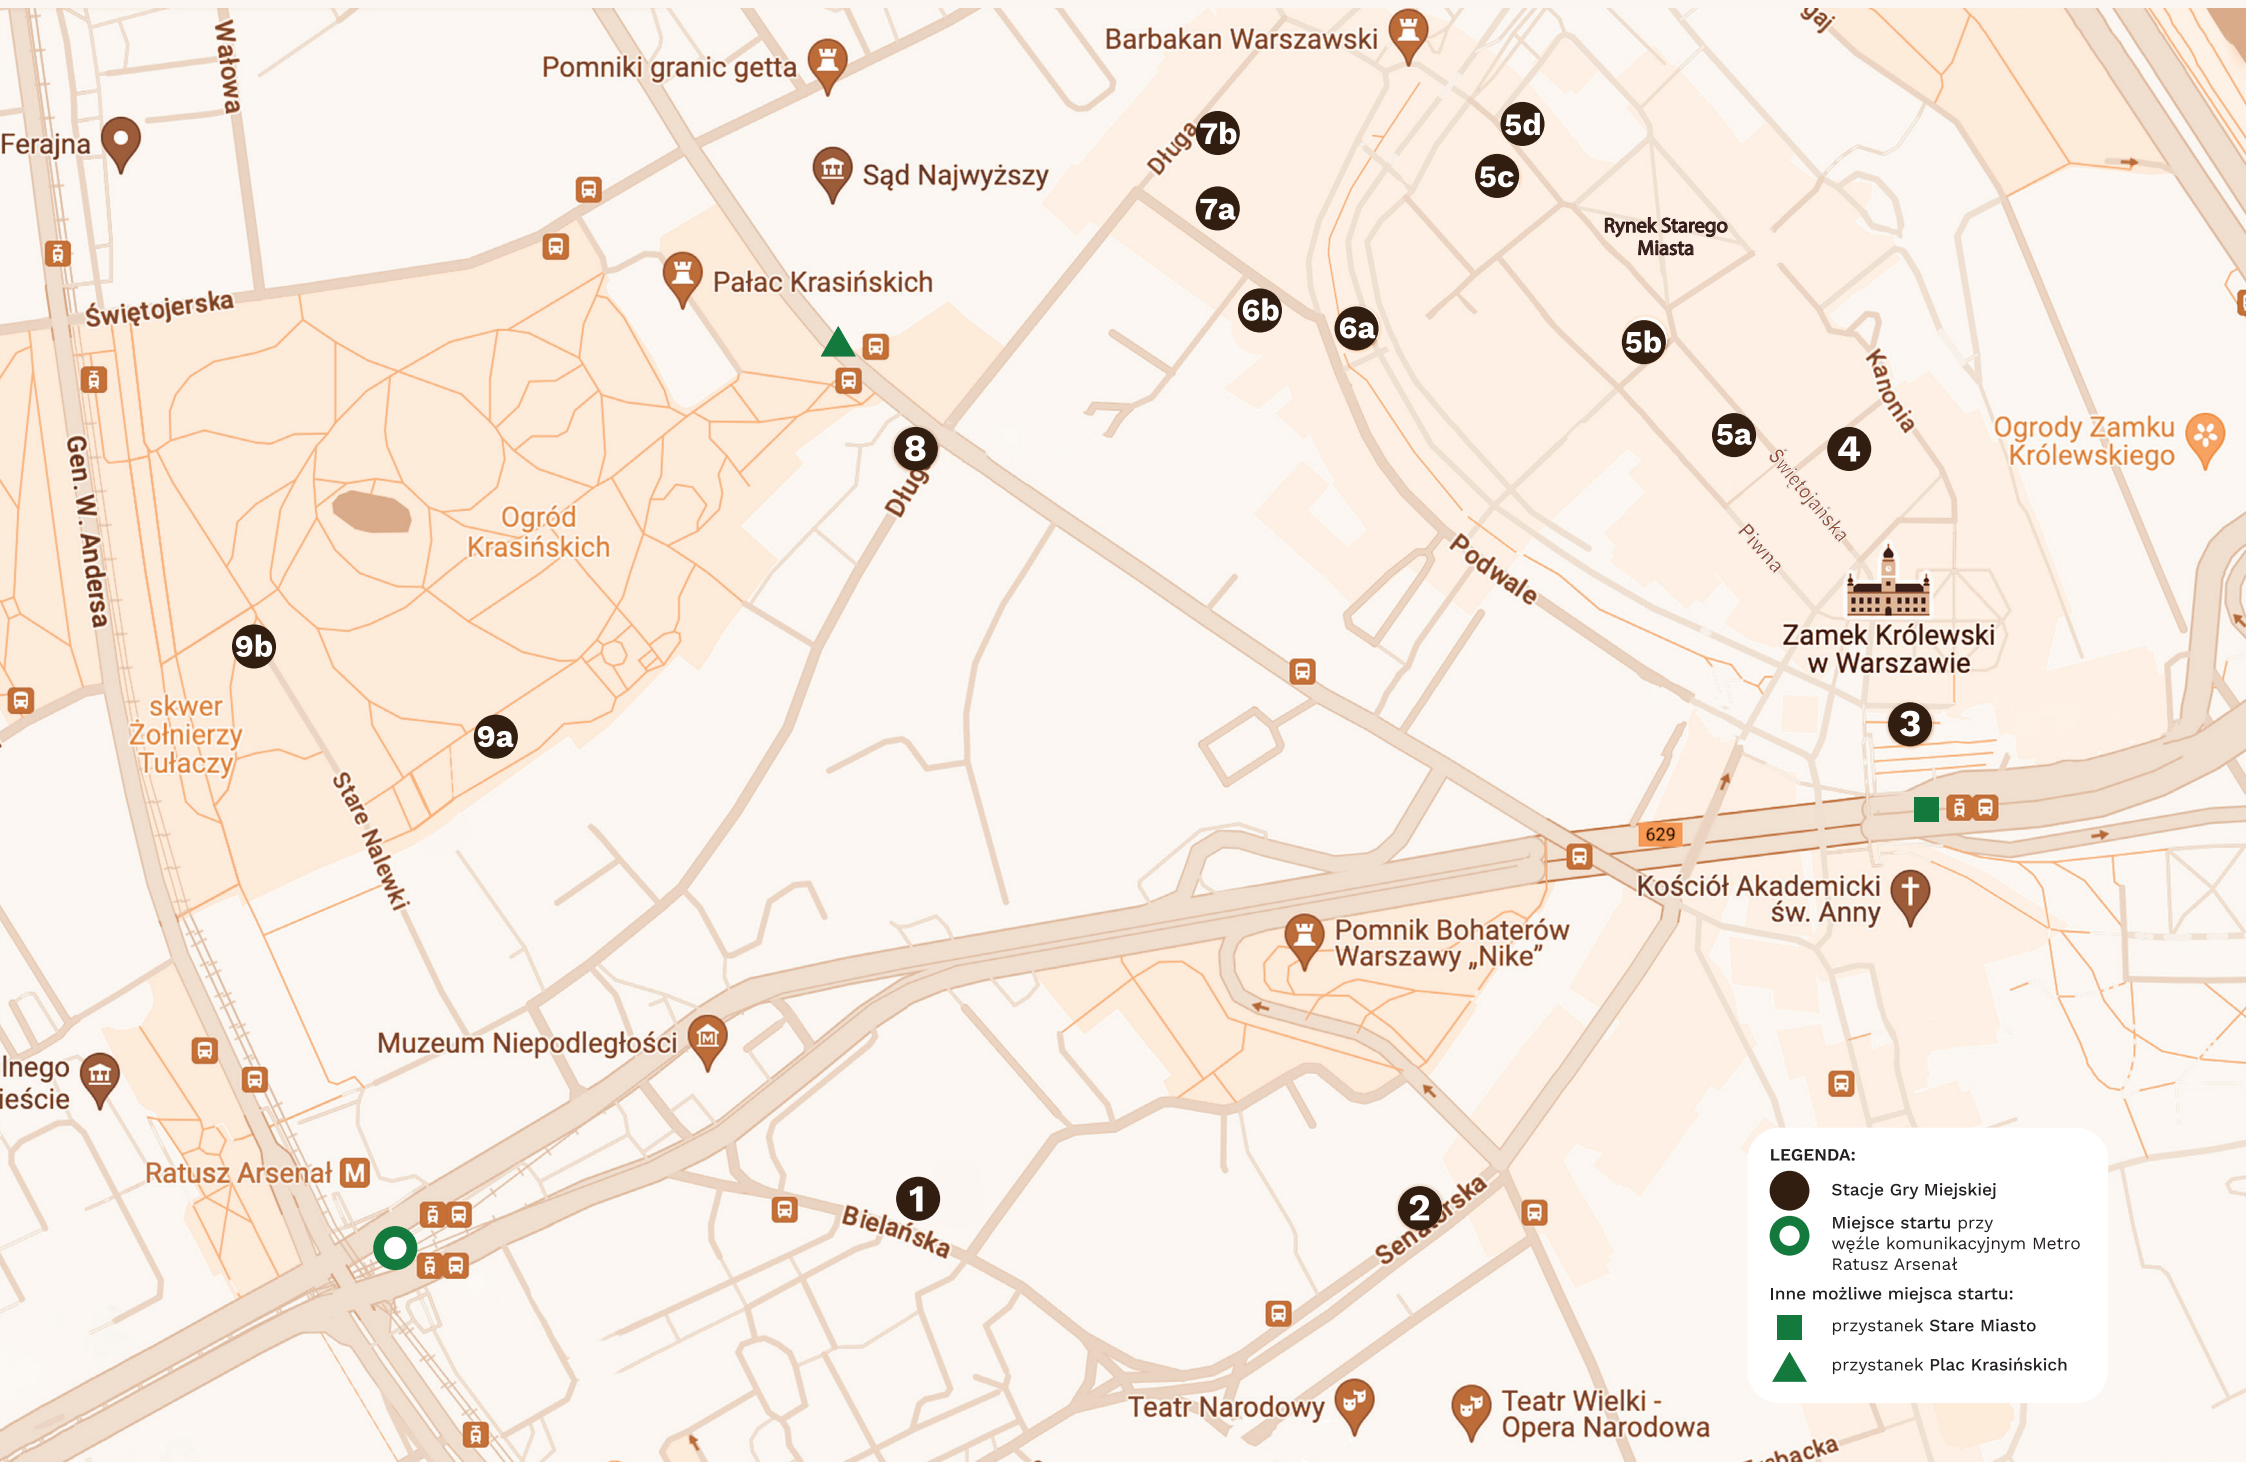 Wałowa
Pomniki granic getta
Barbakan Warszawski
gaj
Ferajna
Sąd Najwyższy
Długa
7b
5d
5c
7a
Rynek Starego
Miasta
Pałac Krasińskich
Świętojerska
6b
6a
5b
Kanonia
5a
4
Ogrody Zamku
Królewskiego
8
Dług
Gen. W. Andersa
Świętojańska
Piwna
Ogród
Krasińskich
Podwale
9b
Zamek Królewski
w Warszawie
skwer
Żołnierzy
Tułaczy
9a
3
Stare Nalewki
629
Kościół Akademicki
św. Anny
Pomnik Bohaterów
Warszawy „Nike”
Muzeum Niepodległości
M
lnego
ieście
Ratusz Arsenał M
1
Bielańska
2
Senatorska
Teatr Narodowy
Teatr Wielki -
Opera Narodowa
LEGENDA:
Stacje Gry Miejskiej
Miejsce startu przy
węźle komunikacyjnym Metro
Ratusz Arsenał
Inne możliwe miejsca startu:
przystanek Stare Miasto
przystanek Plac Krasińskich